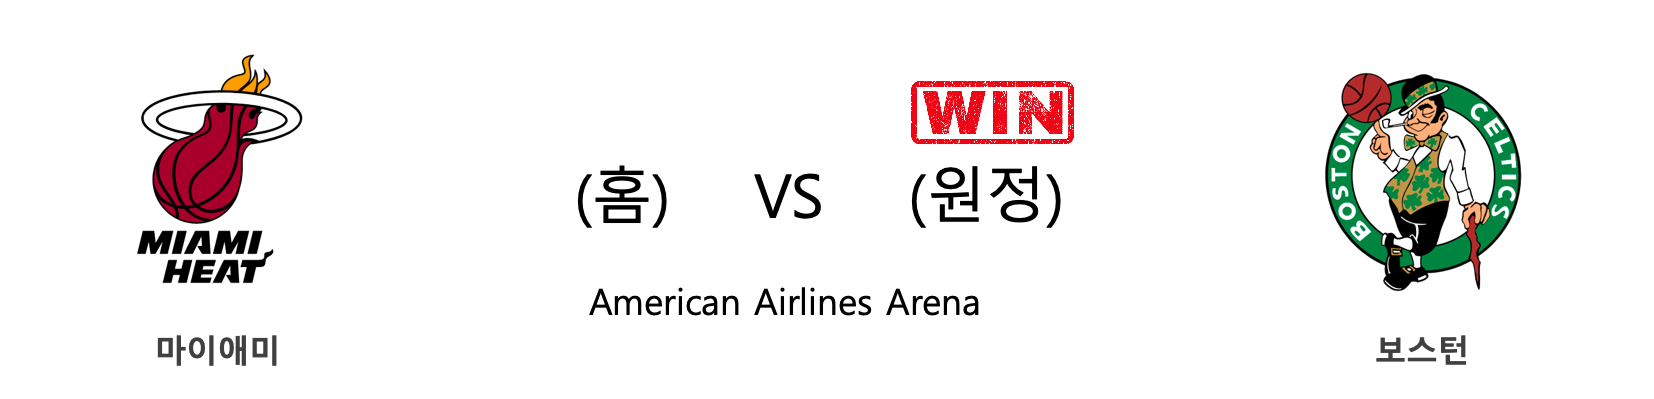 WIN
(홈) VS (원정)
American Airlines Arena
MIAMI
HEAT
마이애미
BOSTON CELTICS
보스턴